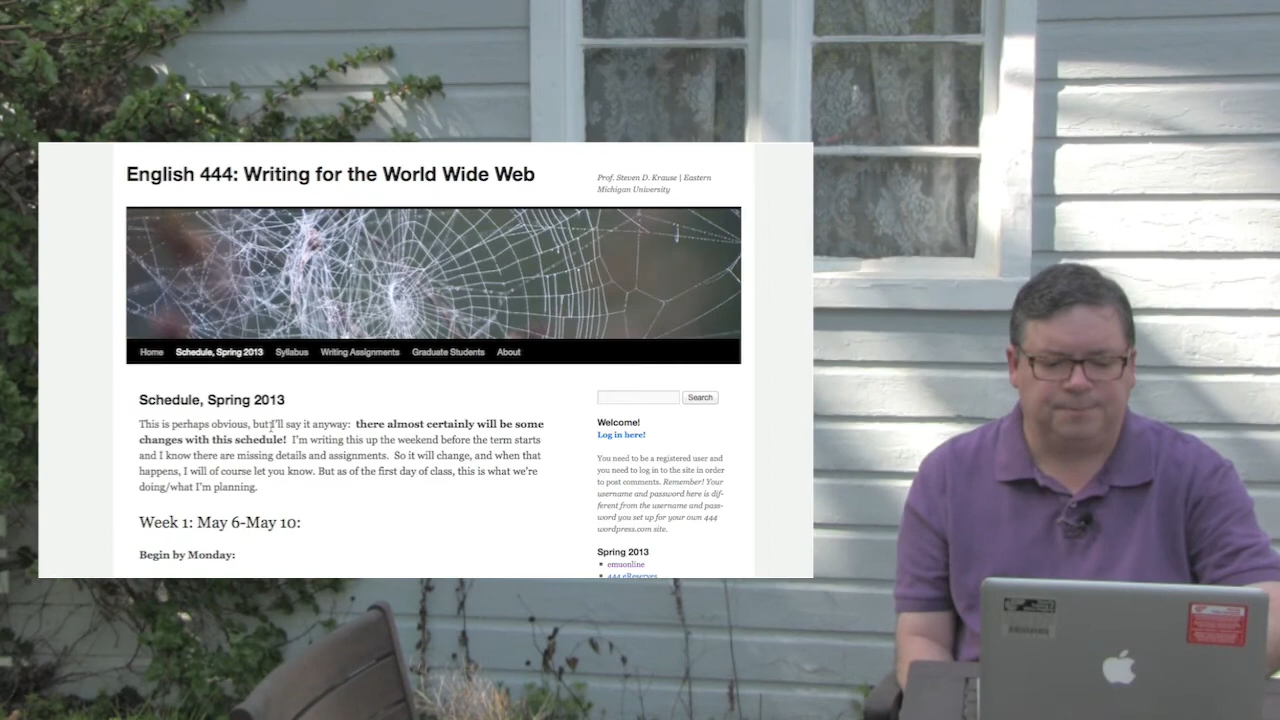 English 444: Writing for the World Wide Web
Prof. Steven D. Krause | Eastern
Michigan University
Home Schedule, Spring 2013 Syllabus Writing Assignments Graduate Students About
Schedule, Spring 2013
This is perhaps obvious, but I'll say it anyway: there almost certainly will be some
changes with this schedule! I'm writing this up the weekend before the term starts
and I know there are missing details and assignments. So it will change, and when that
happens, I will of course let you know. But as of the first day of class, this is what we're
doing/what I'm planning.
Week 1: May 6-May 10:
Begin by Monday:
Search
Welcome!
Log in here!
You need to be a registered user and
you need to log in to the site in order
to post comments. Remember! Your
username and password here is dif-
ferent from the username and pass-
word you set up for your own 444
wordpress.com site.
Spring 2013
emuonline
444 eReserves